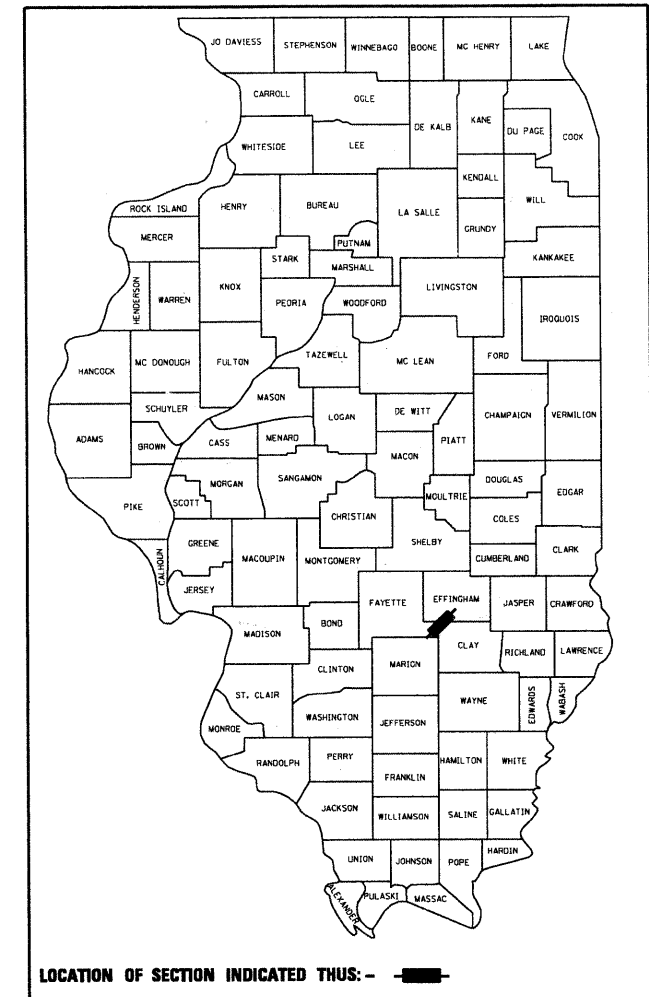 JO DAVIESS STEPHENSON WINNEBAGO BOONE MC HENRY LAKE
CARROLL OGLE DE KALB KANE DU PAGE COOK
WHITESIDE LEE
KENDALL
ROCK ISLAND HENRY BUREAU LA SALLE WILL
MERCER PUTNAM GRUNDY
STARK MARSHALL KANKAKEE
HENDERSON WARREN KNOX PEORIA WOODFORD LIVINGSTON IROQUOIS
HANCOCK MC DONOUGH FULTON TAZEWELL MC LEAN FORD
MASON
SCHUYLER LOGAN DE WITT CHAMPAIGN VERMILION
ADAMS BROWN CASS MENARD MACON PIATT
MORGAN SANGAMON DOUGLAS EDGAR
PIKE SCOTT CHRISTIAN MOULTRIE COLES
GREENE MACOUPIN MONTGOMERY SHELBY CUMBERLAND CLARK
CALHOUN JERSEY FAYETTE EFFINGHAM JASPER CRAWFORD
MADISON BOND
CLINTON MARION CLAY RICHLAND LAWRENCE
ST. CLAIR WAYNE EDWARDS WABASH
MONROE WASHINGTON JEFFERSON
RANDOLPH PERRY HAMILTON WHITE
FRANKLIN
JACKSON WILLIAMSON SALINE GALLATIN
UNION JOHNSON POPE HARDIN
ALEXANDER PULASKI MASSAC
LOCATION OF SECTION INDICATED THUS:-